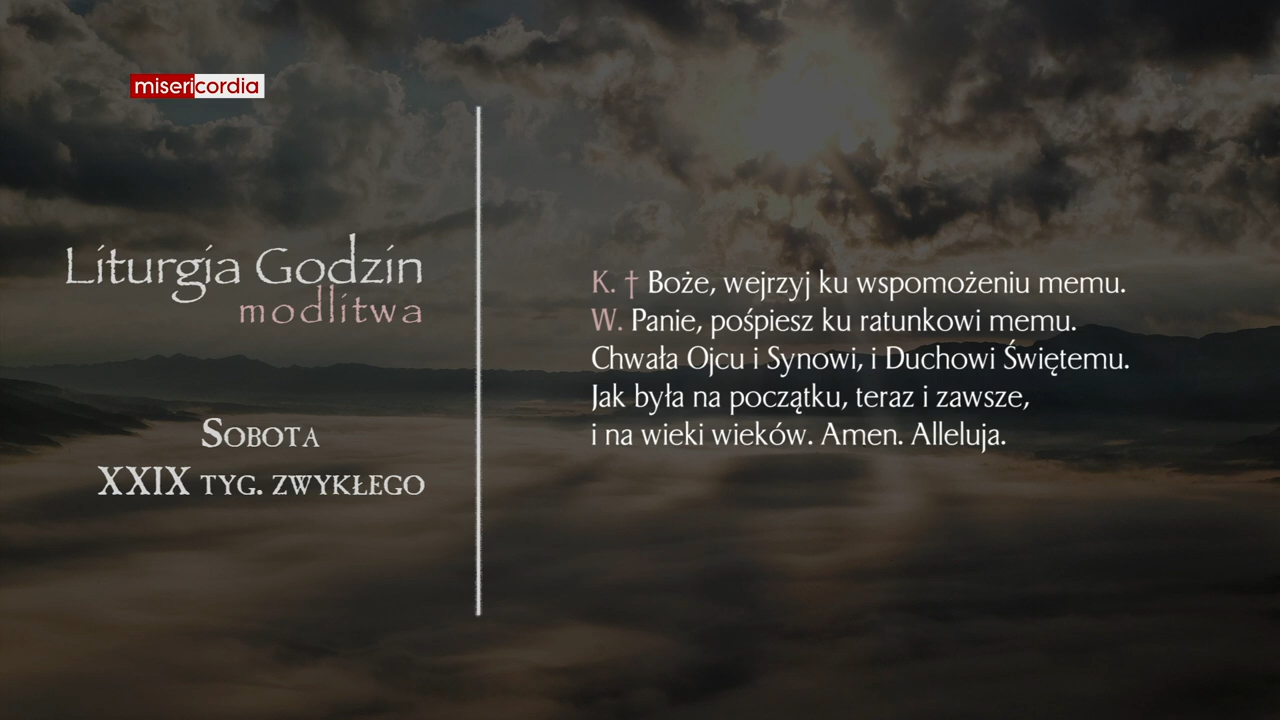 misericordia
Liturgia Godzin
modlitwa
Sobota
XXIX tyg. zwykłego
K. † Boże, wejrzyj ku wspomożeniu memu.
W. Panie, pośpiesz ku ratunkowi memu.
Chwała Ojcu i Synowi, i Duchowi Świętemu.
Jak była na początku, teraz i zawsze,
i na wieki wieków. Amen. Alleluja.